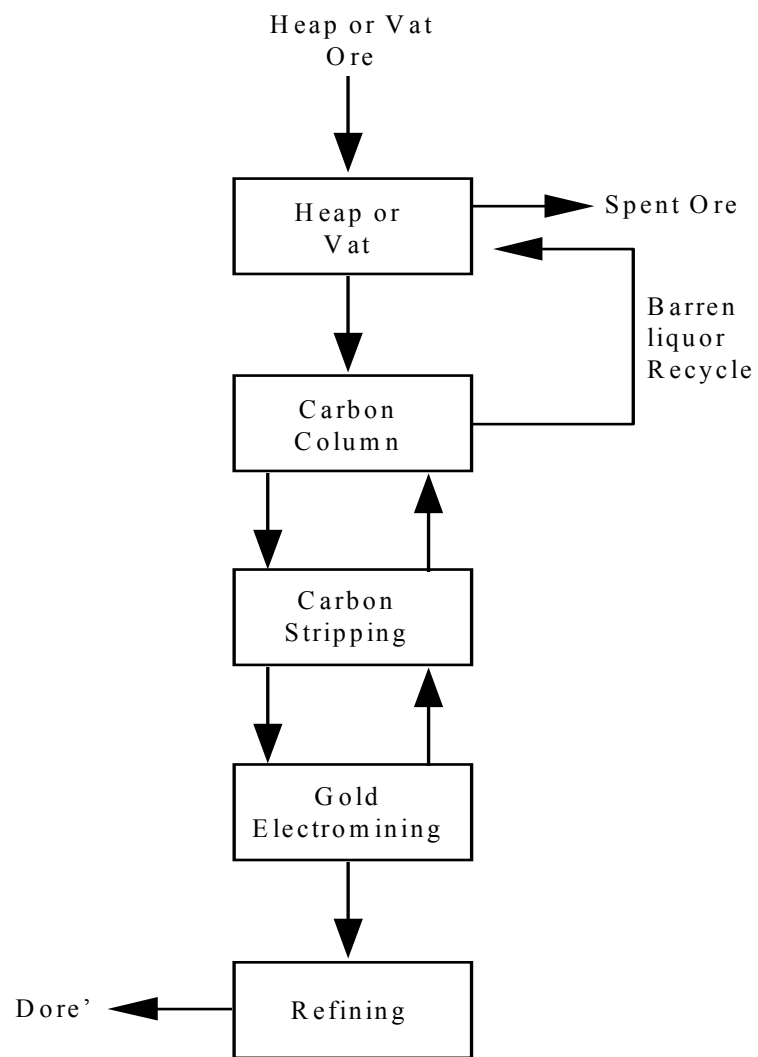 Heap or Vat
Ore
Heap or
Vat
Spent Ore
Barren
liquor
Recycle
Carbon
Column
Carbon
Stripping
Gold
Electromining
Refining
Dore'